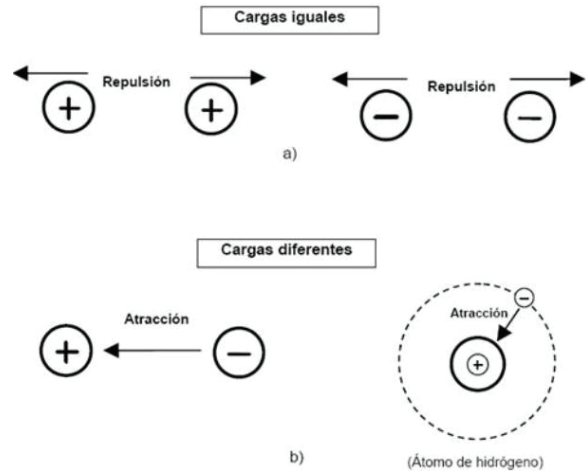 Cargas iguales
Repulsión
+
+
Repulsión
−
−
a)
Cargas diferentes
Atracción
+
−
−
Atracción
+
b)
(Átomo de hidrógeno)